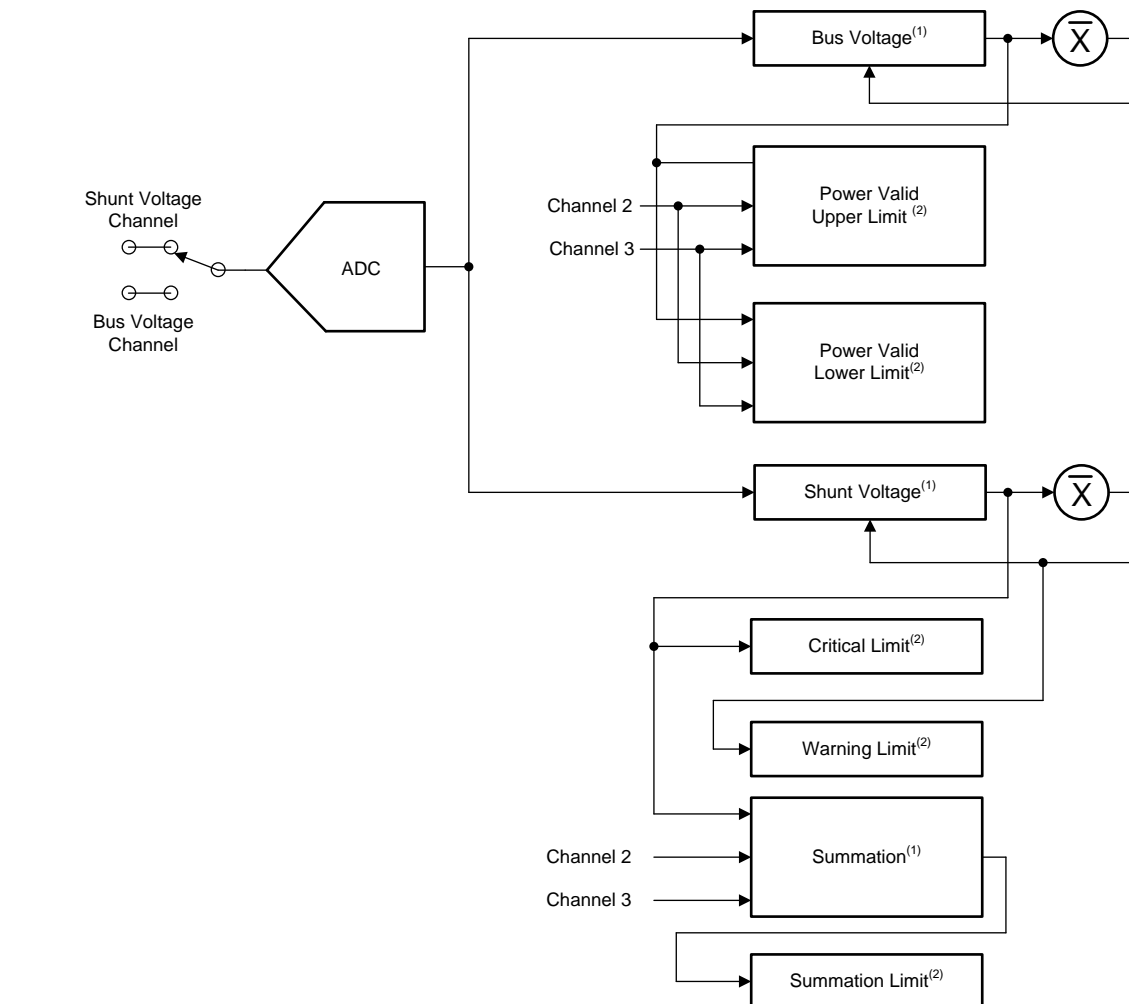 Bus Voltage(1)
X̅
Shunt Voltage
Channel
Channel 2
Channel 3
Power Valid
Upper Limit (2)
ADC
Bus Voltage
Channel
Power Valid
Lower Limit(2)
Shunt Voltage(1)
X̅
Critical Limit(2)
Warning Limit(2)
Channel 2
Channel 3
Summation(1)
Summation Limit(2)